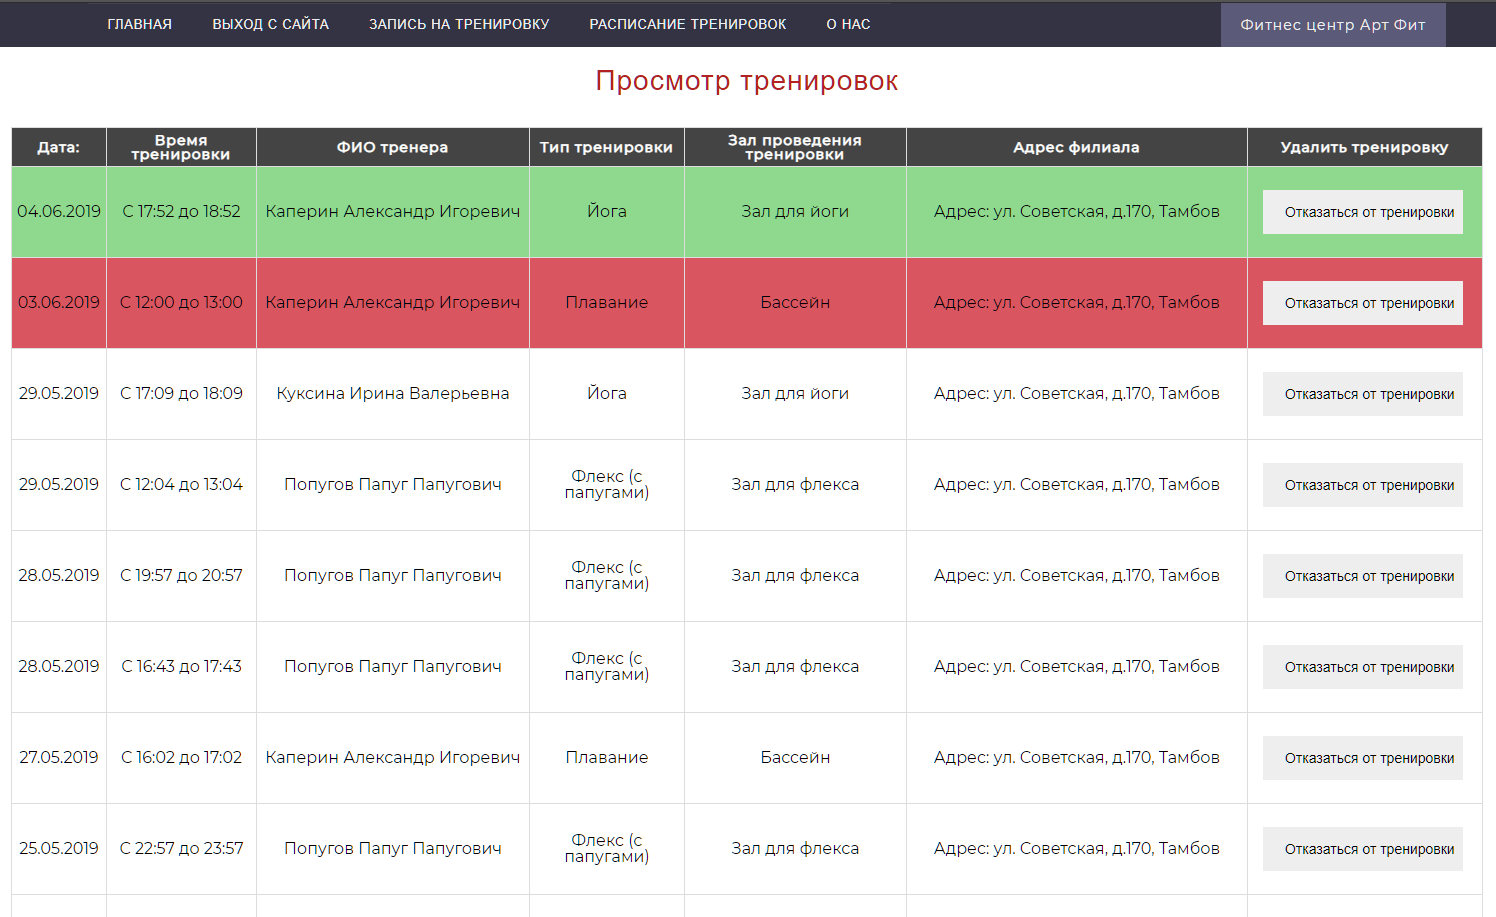 ГЛАВНАЯ ВЫХОД С САЙТА ЗАПИСЬ НА ТРЕНИРОВКУ РАСПИСАНИЕ ТРЕНИРОВОК О НАС Фитнес центр Арт Фит
Просмотр тренировок
Дата: Время тренировки ФИО тренера Тип тренировки Зал проведения тренировки Адрес филиала Удалить тренировку
04.06.2019 С 17:52 до 18:52 Каперин Александр Игоревич Йога Зал для йоги Адрес: ул. Советская, д.170, Тамбов Отказаться от тренировки
03.06.2019 С 12:00 до 13:00 Каперин Александр Игоревич Плавание Бассейн Адрес: ул. Советская, д.170, Тамбов Отказаться от тренировки
29.05.2019 С 17:09 до 18:09 Куксина Ирина Валерьевна Йога Зал для йоги Адрес: ул. Советская, д.170, Тамбов Отказаться от тренировки
29.05.2019 С 12:04 до 13:04 Попугов Папуг Папугович Флекс (с папугами) Зал для флекса Адрес: ул. Советская, д.170, Тамбов Отказаться от тренировки
28.05.2019 С 19:57 до 20:57 Попугов Папуг Папугович Флекс (с папугами) Зал для флекса Адрес: ул. Советская, д.170, Тамбов Отказаться от тренировки
28.05.2019 С 16:43 до 17:43 Попугов Папуг Папугович Флекс (с папугами) Зал для флекса Адрес: ул. Советская, д.170, Тамбов Отказаться от тренировки
27.05.2019 С 16:02 до 17:02 Каперин Александр Игоревич Плавание Бассейн Адрес: ул. Советская, д.170, Тамбов Отказаться от тренировки
25.05.2019 С 22:57 до 23:57 Попугов Папуг Папугович Флекс (с папугами) Зал для флекса Адрес: ул. Советская, д.170, Тамбов Отказаться от тренировки